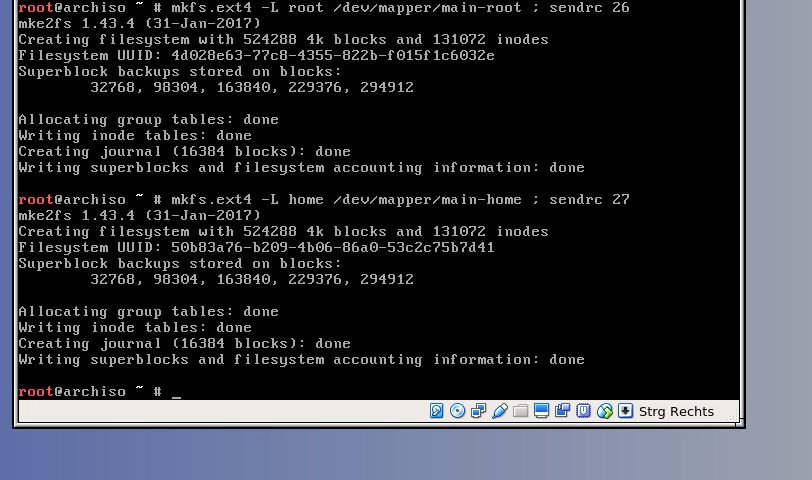 root@archiso ~ # mkfs.ext4 -L root /dev/mapper/main-root ; sendrc 26
mke2fs 1.43.4 (31-Jan-2017)
Creating filesystem with 524288 4k blocks and 131072 inodes
Filesystem UUID: 4d028e63-77c8-4355-822b-f015f1c6032e
Superblock backups stored on blocks:
32768, 98304, 163840, 229376, 294912
Allocating group tables: done
Writing inode tables: done
Creating journal (16384 blocks): done
Writing superblocks and filesystem accounting information: done
root@archiso ~ # mkfs.ext4 -L home /dev/mapper/main-home ; sendrc 27
mke2fs 1.43.4 (31-Jan-2017)
Creating filesystem with 524288 4k blocks and 131072 inodes
Filesystem UUID: 50b83a76-b209-4b06-86a0-53c2c75b7d41
Superblock backups stored on blocks:
32768, 98304, 163840, 229376, 294912
Allocating group tables: done
Writing inode tables: done
Creating journal (16384 blocks): done
Writing superblocks and filesystem accounting information: done
root@archiso ~ # _
Strg Rechts